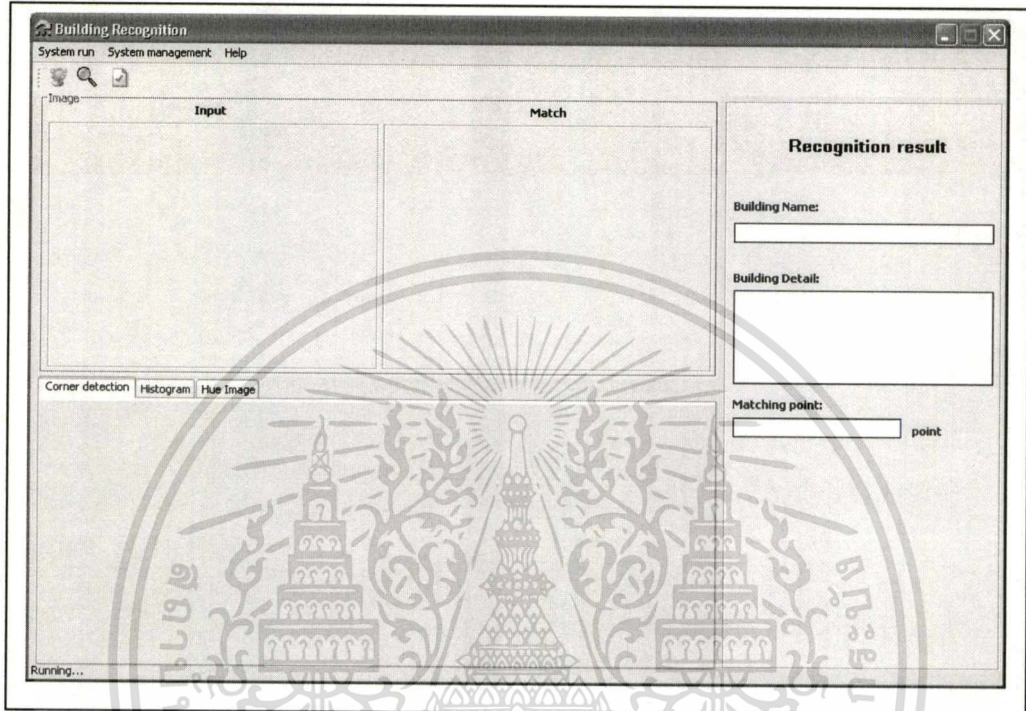 Building Recognition
System run System management Help
Image
Input Match
Recognition result
Building Name:
Building Detail:
Corner detection Histogram Hue Image
Matching point:
point
Running...